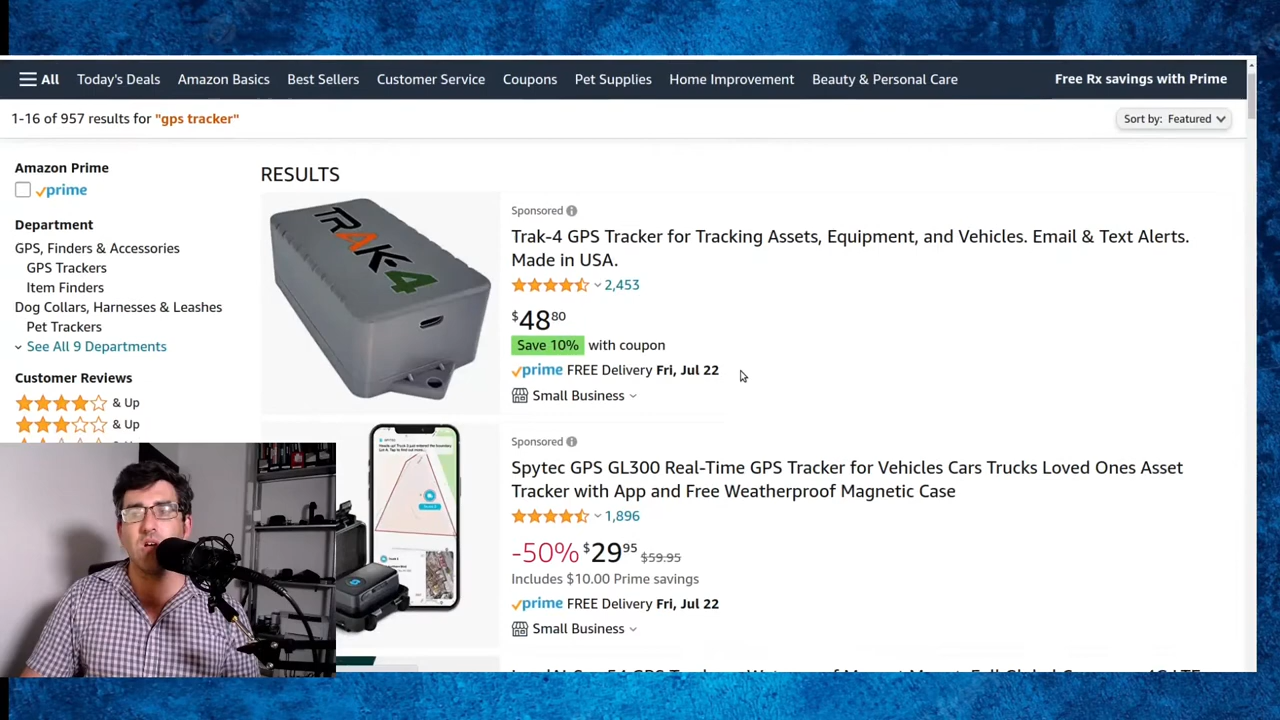 All Today's Deals Amazon Basics Best Sellers Customer Service Coupons Pet Supplies Home Improvement Beauty & Personal Care Free Rx savings with Prime
1-16 of 957 results for "gps tracker" Sort by: Featured
Amazon Prime
prime
Department
GPS, Finders & Accessories
GPS Trackers
Item Finders
Dog Collars, Harnesses & Leashes
Pet Trackers
See All 9 Departments
Customer Reviews
& Up
& Up
RESULTS
TRAK-4
Sponsored
Trak-4 GPS Tracker for Tracking Assets, Equipment, and Vehicles. Email & Text Alerts.
Made in USA.
2,453
$48.80
Save 10% with coupon
prime FREE Delivery Fri, Jul 22
Small Business
Sponsored
Spytec GPS GL300 Real-Time GPS Tracker for Vehicles Cars Trucks Loved Ones Asset
Tracker with App and Free Weatherproof Magnetic Case
1,896
-50% $29.95 $59.95
Includes $10.00 Prime savings
prime FREE Delivery Fri, Jul 22
Small Business